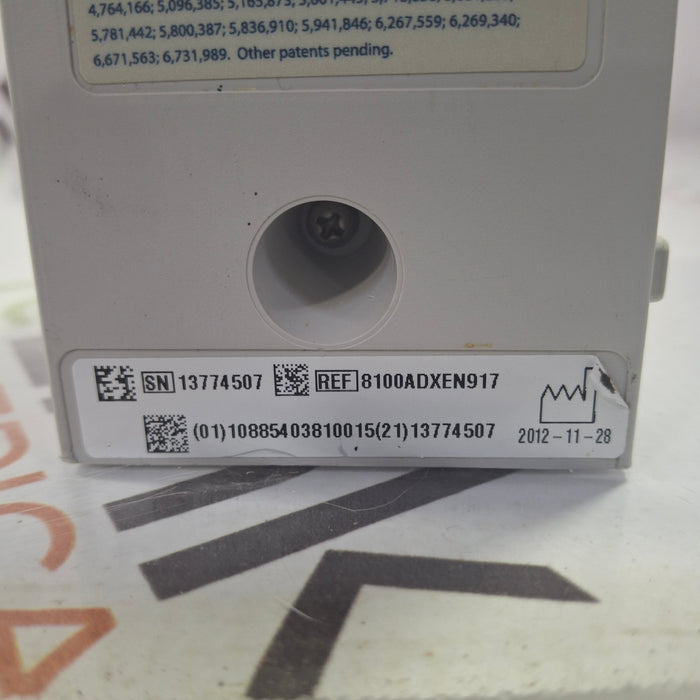 4,764,166; 5,096,385;
5,781,442; 5,800,387; 5,836,910; 5,941,846; 6,267,559; 6,269,340;
6,671,563; 6,731,989. Other patents pending.
SN 13774507 REF 8100ADXEN917
(01)10885403810015(21)13774507
2012-11-28